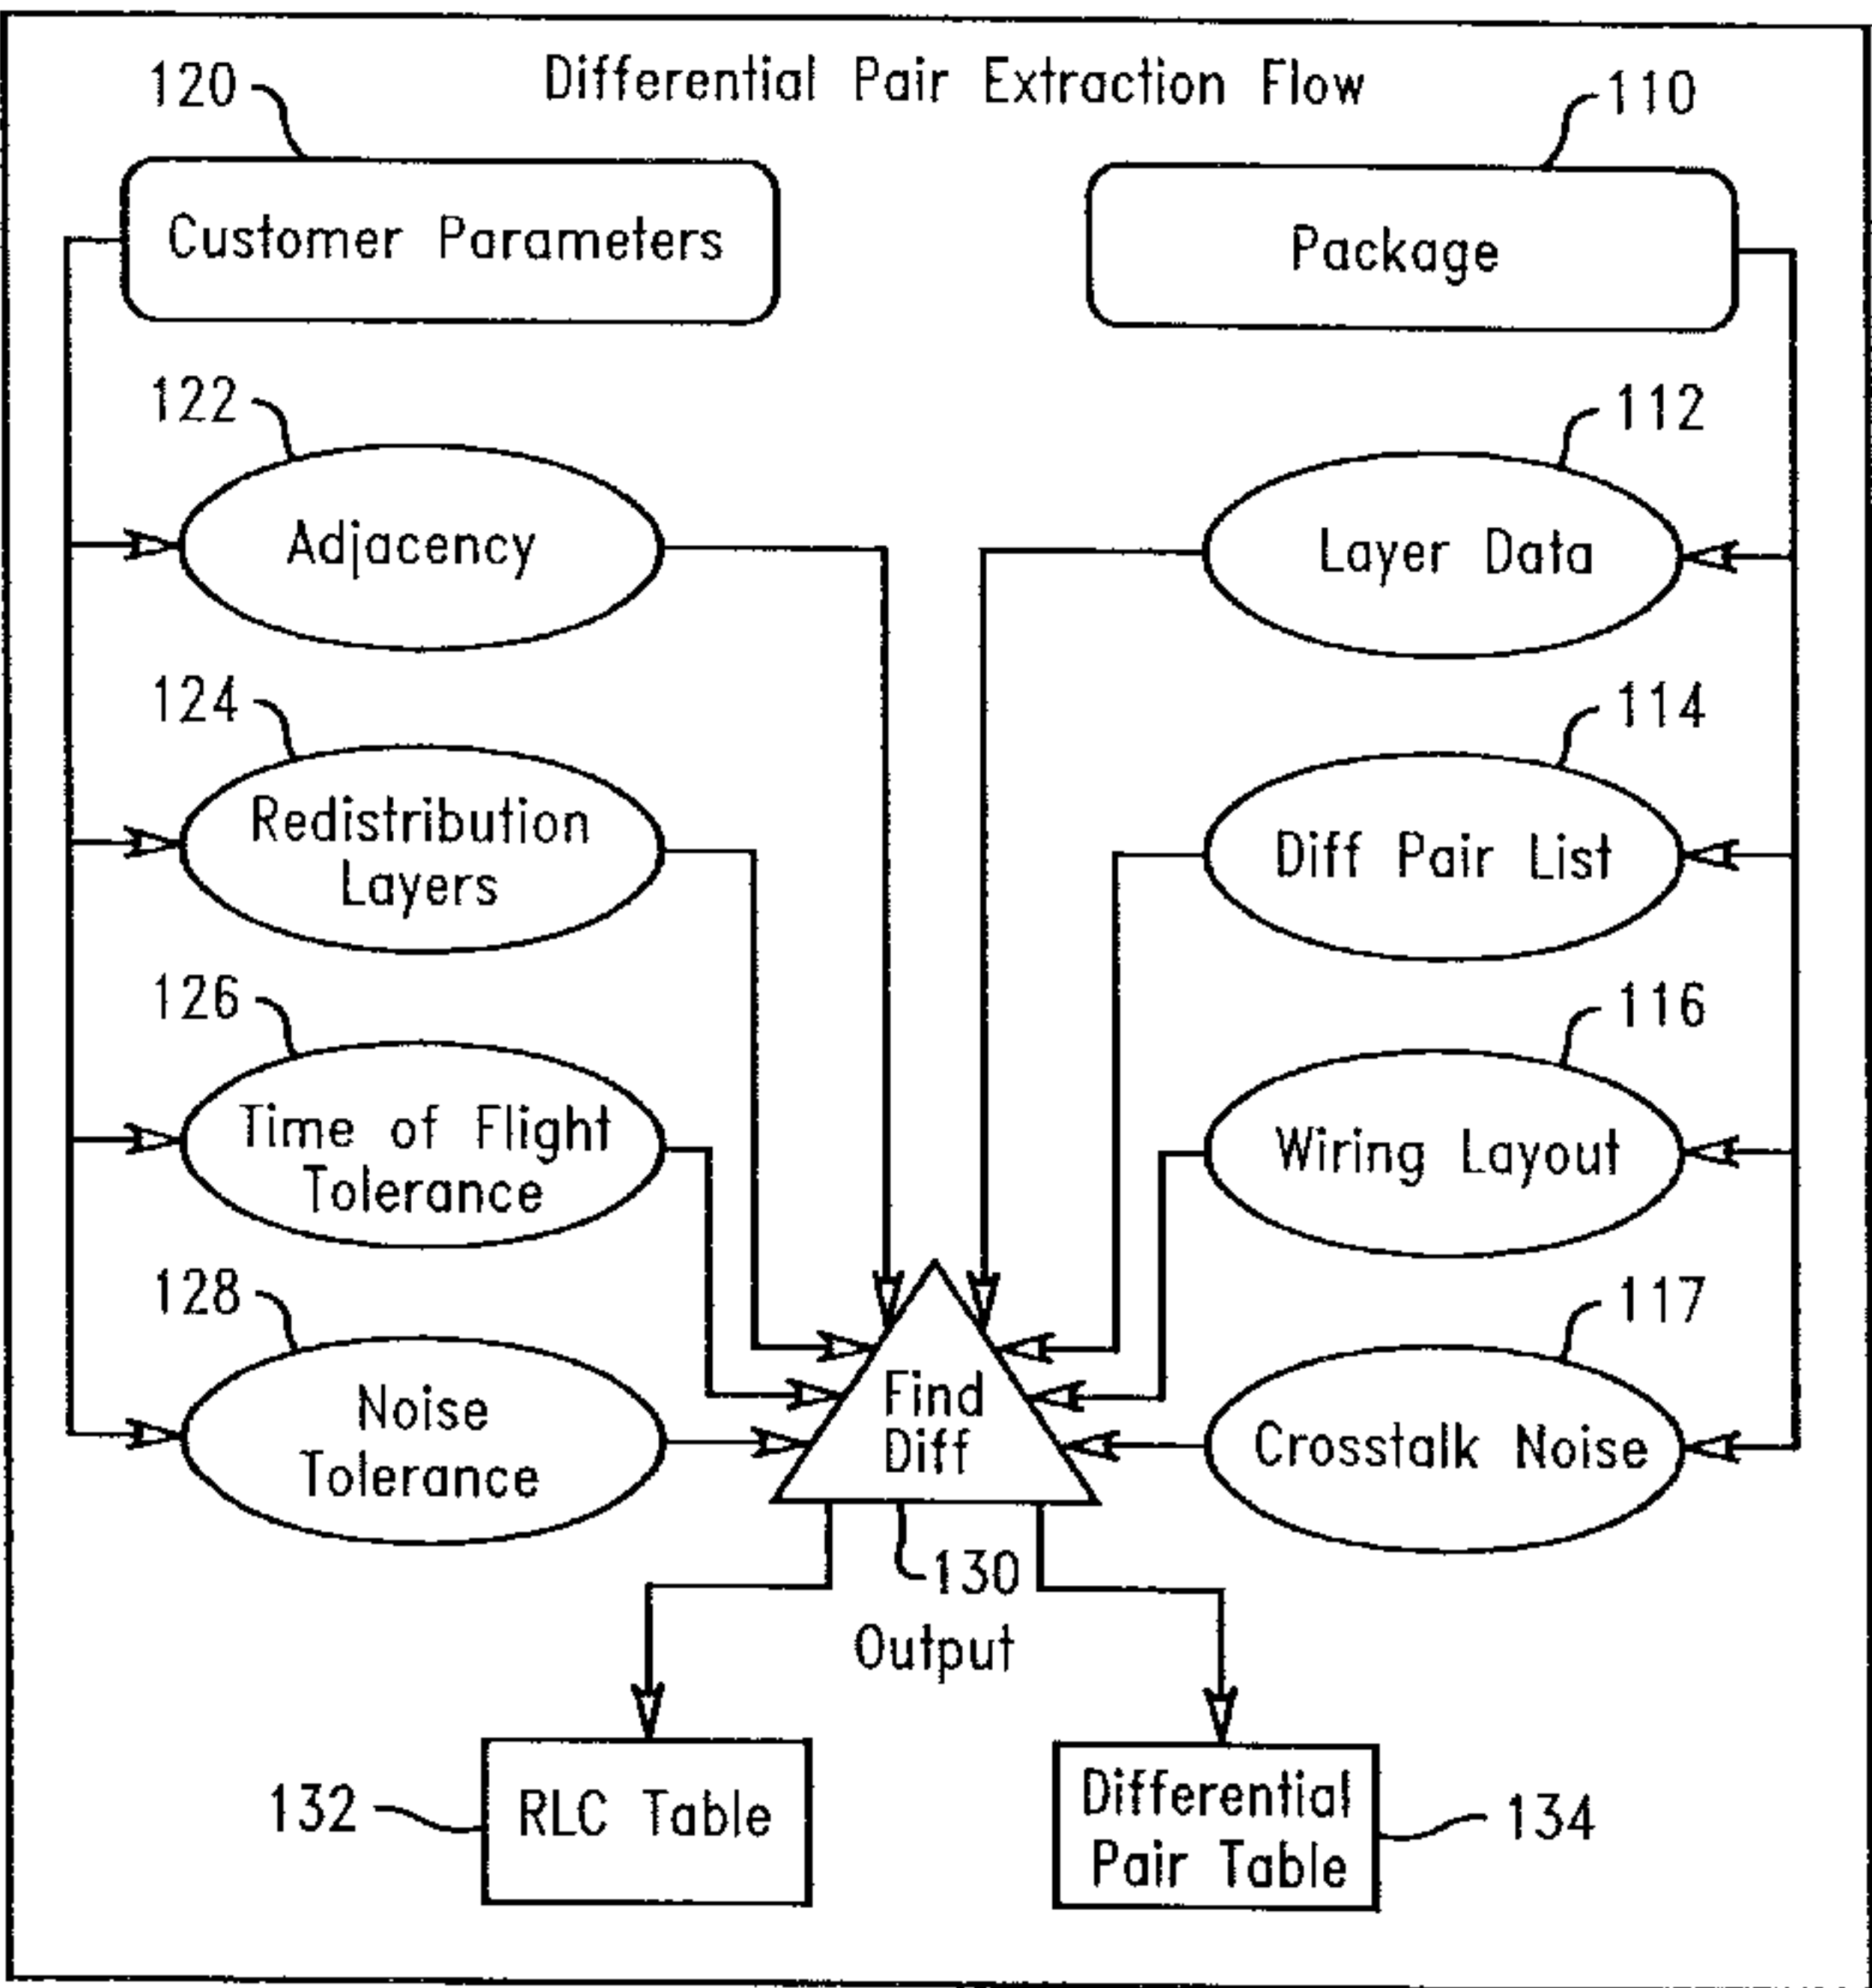 Differential Pair Extraction Flow
120
110
Customer Parameters
Package
122
112
Adjacency
Layer Data
124
114
Redistribution
Layers
Diff Pair List
126
116
Time of Flight
Tolerance
Wiring Layout
128
117
Noise
Tolerance
Find
Diff
Crosstalk Noise
130
Output
132
RLC Table
Differential
Pair Table
134